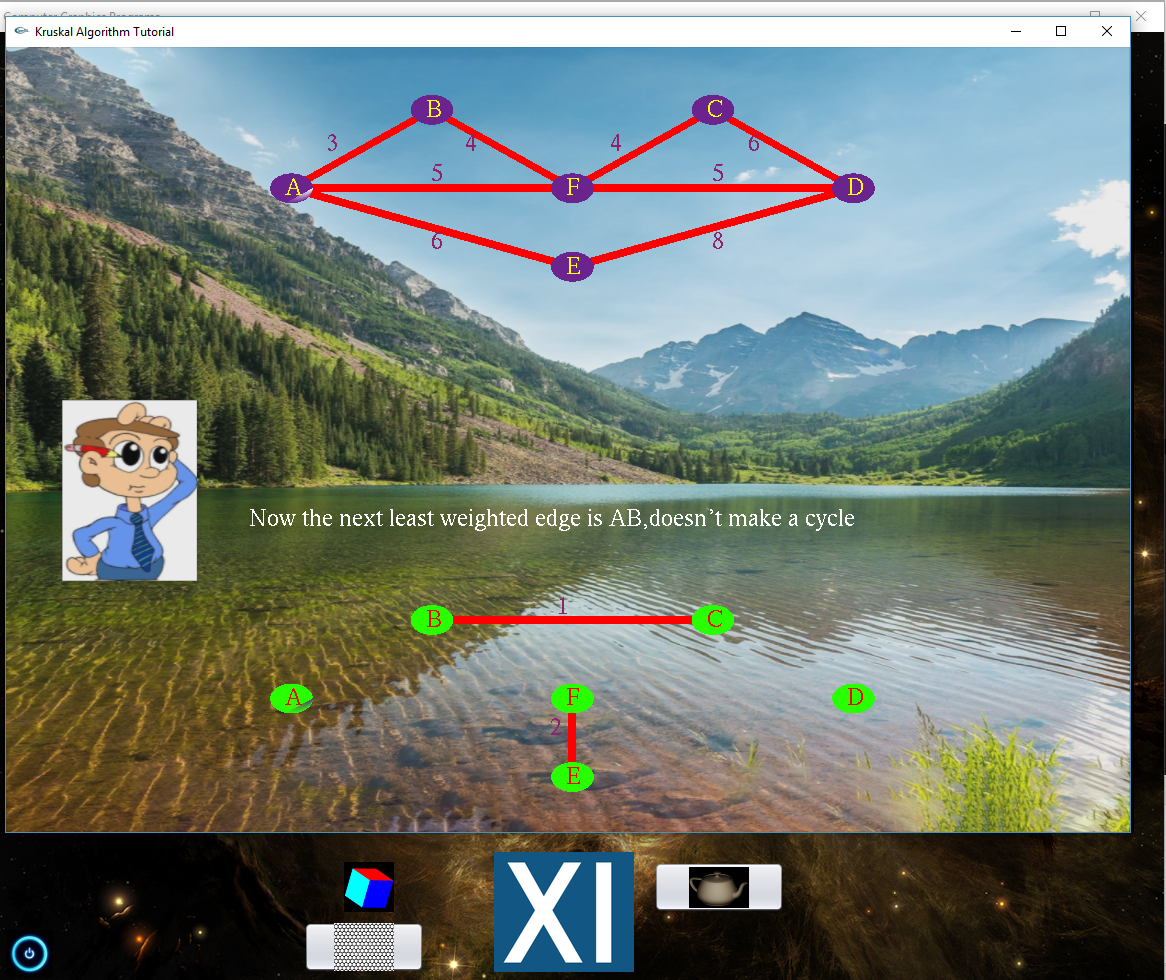 Computer Graphics Programs
Kruskal Algorithm Tutorial
B
C
3
4
4
6
5
5
A
F
D
6
8
E
Now the next least weighted edge is AB,doesn’t make a cycle
1
B
C
A
F
D
2
E
XI